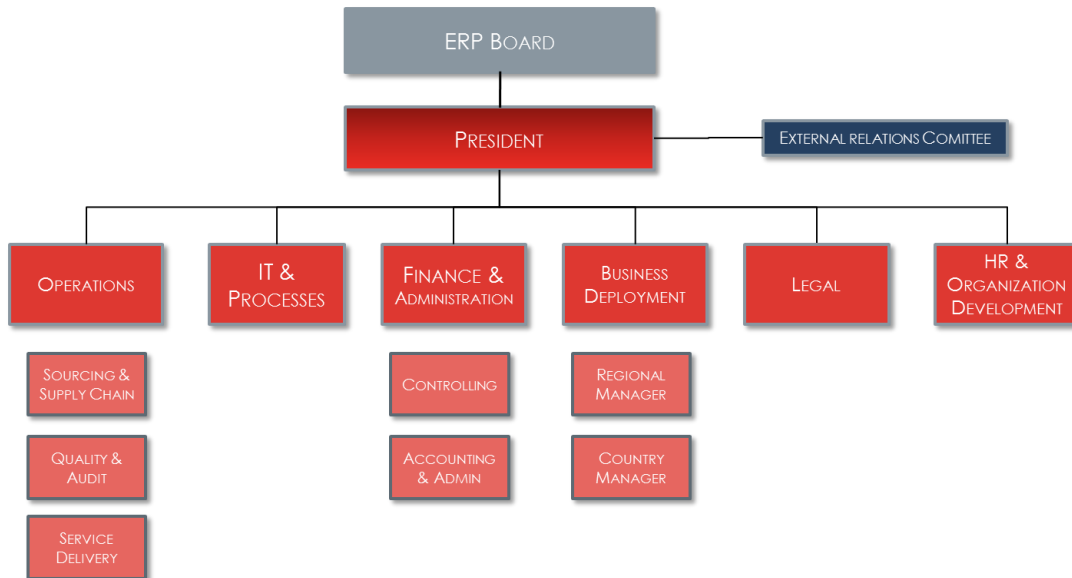 ERP Board
President
External relations Comittee
Operations
IT &
Processes
Finance &
Administration
Business
Deployment
Legal
HR &
Organization
Development
Sourcing &
Supply Chain
Controlling
Regional
Manager
Quality &
Audit
Accounting
& Admin
Country
Manager
Service
Delivery